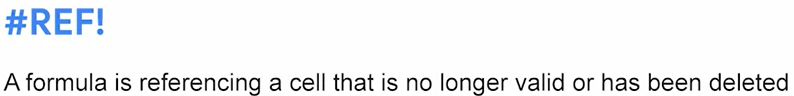 #REF!
A formula is referencing a cell that is no longer valid or has been deleted